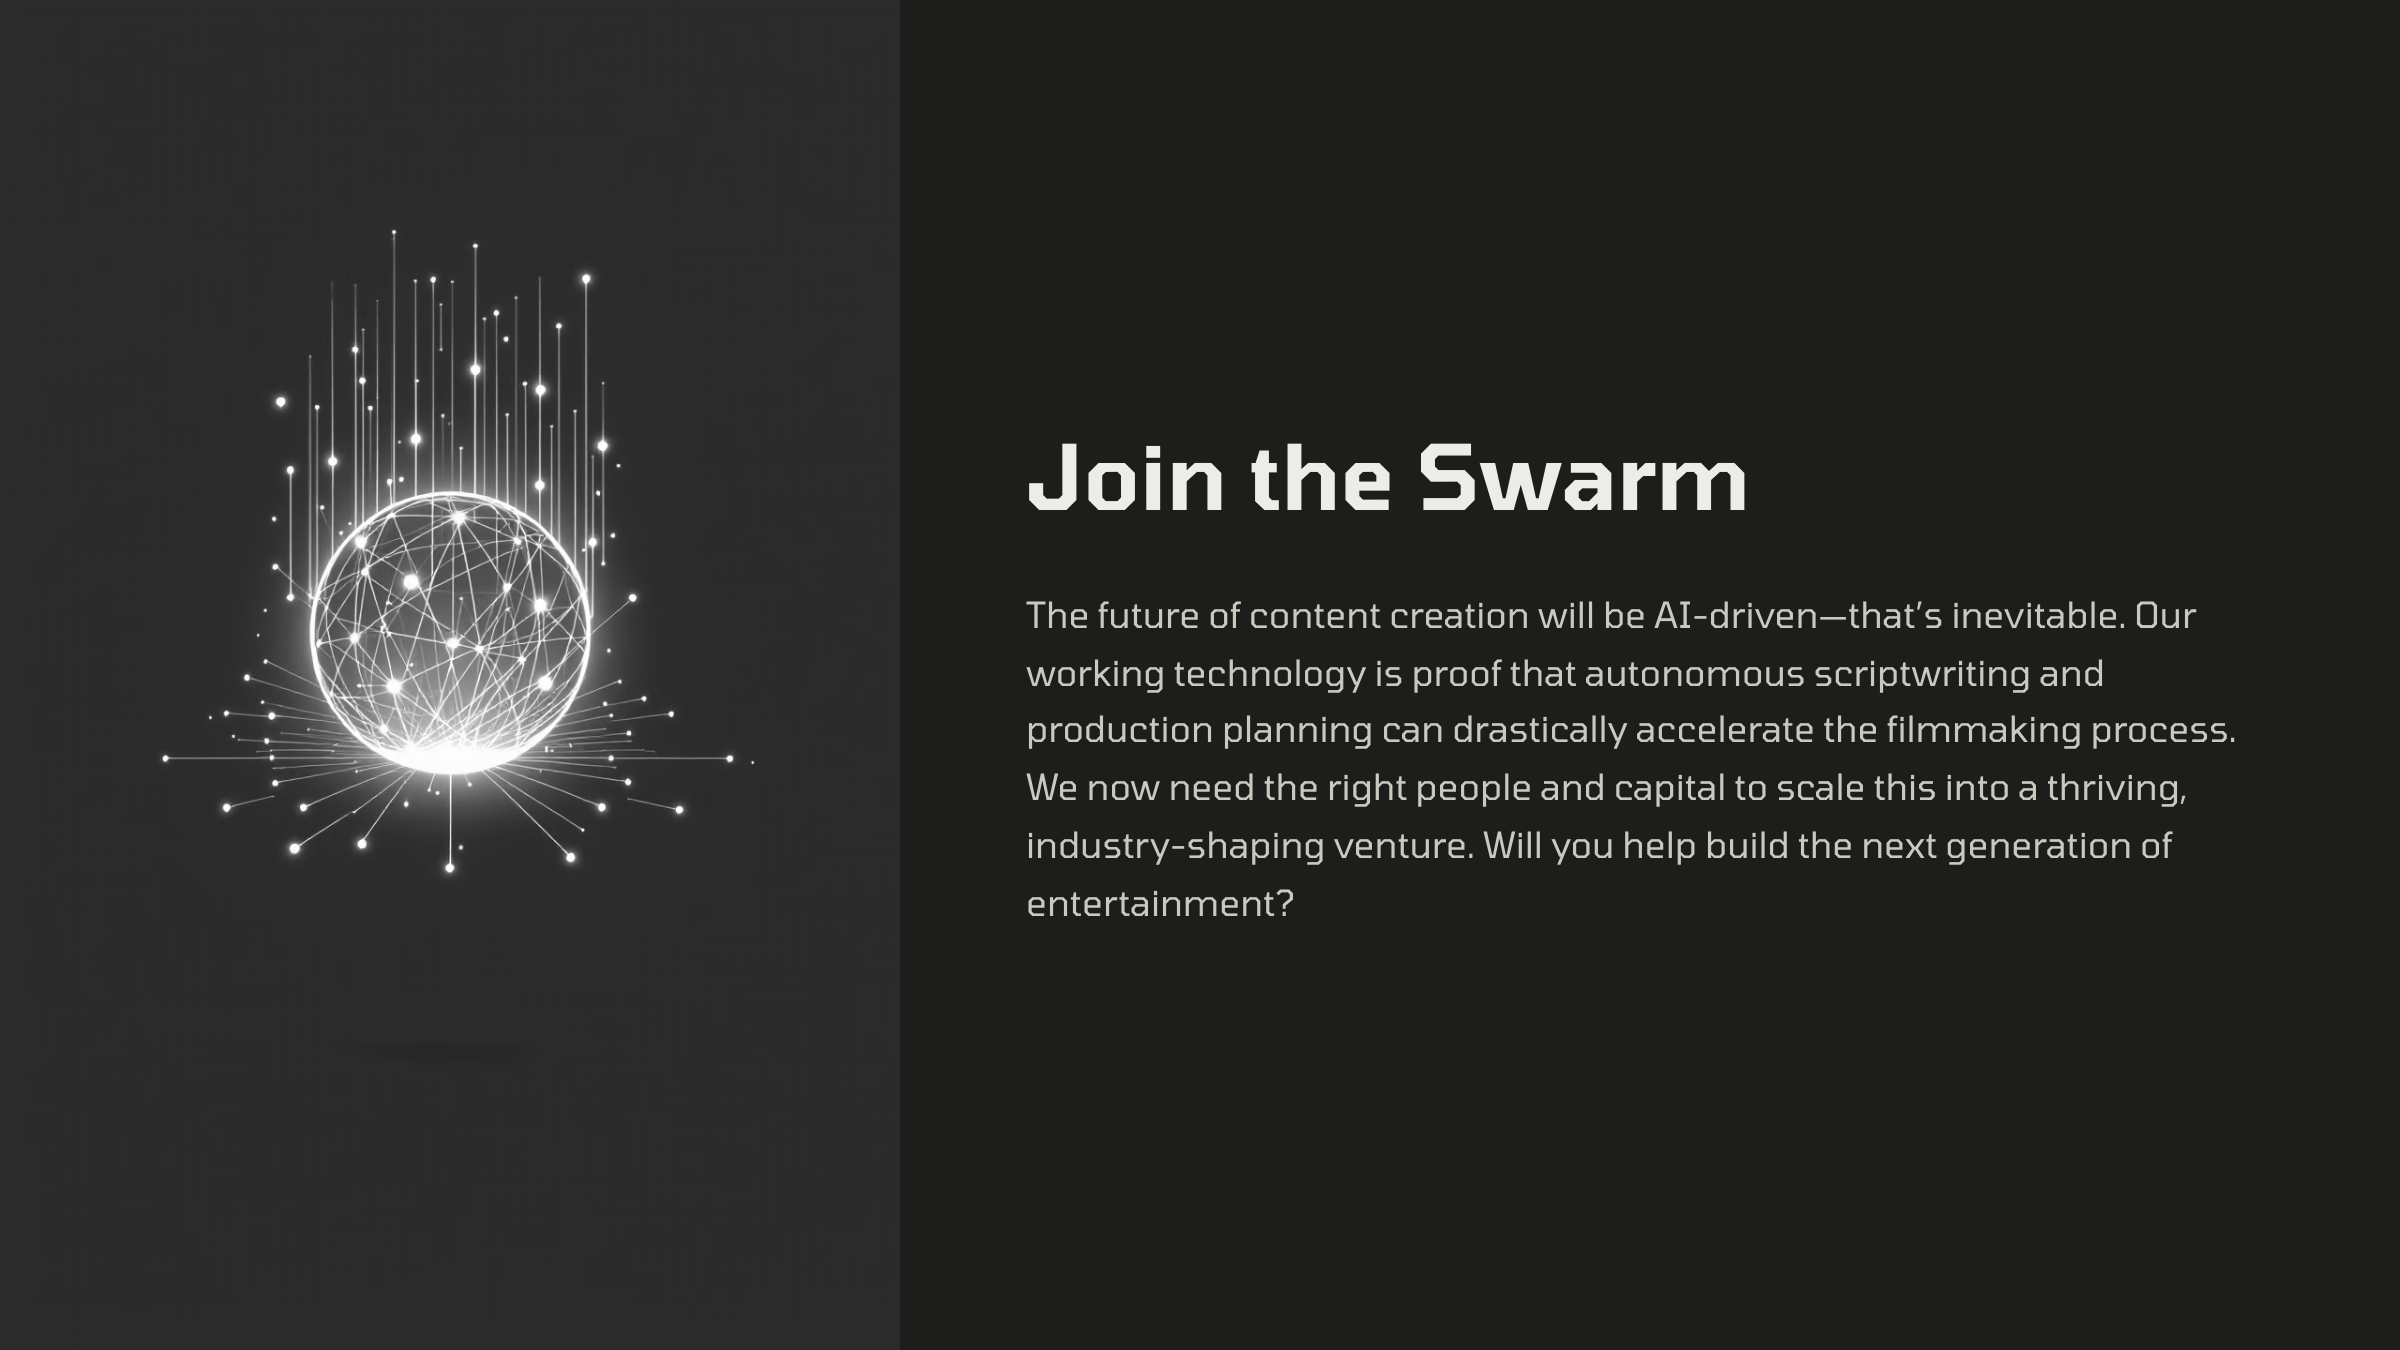 Join the Swarm
The future of content creation will be AI-driven—that’s inevitable. Our
working technology is proof that autonomous scriptwriting and
production planning can drastically accelerate the filmmaking process.
We now need the right people and capital to scale this into a thriving,
industry-shaping venture. Will you help build the next generation of
entertainment?